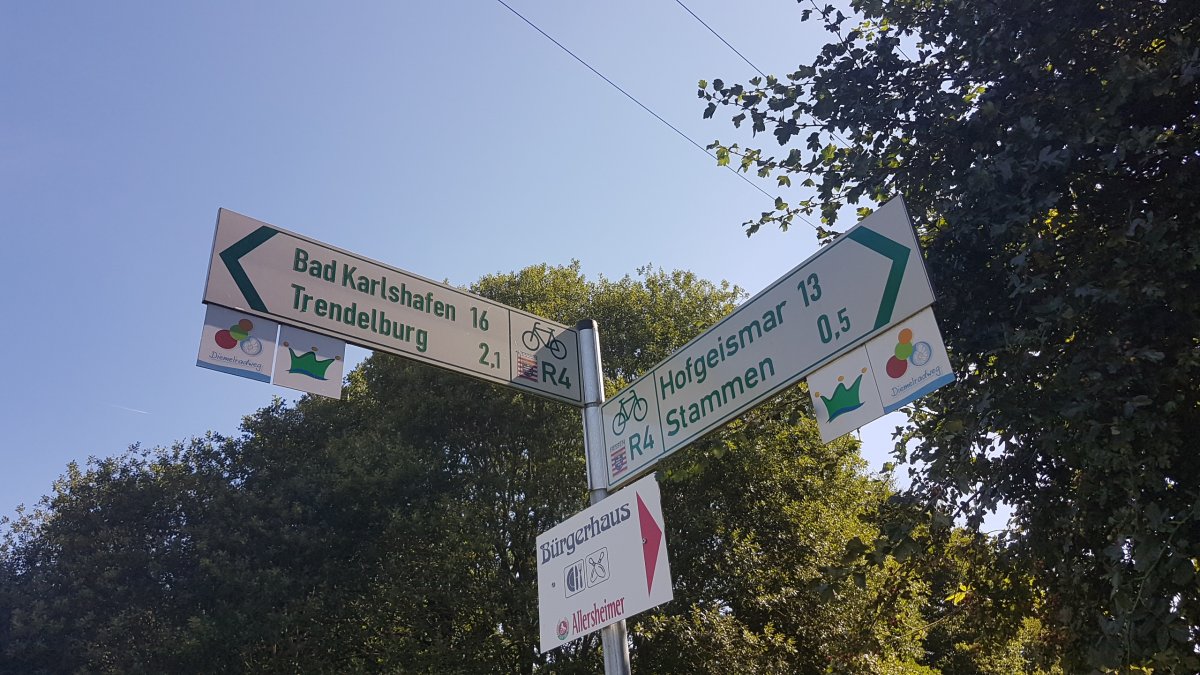 Bad Karlshafen 16
Trendelburg 2,1
R4
Diemelradweg
Hofgeismar 13
Stammen 0,5
R4
Diemelradweg
Bürgerhaus
Allersheimer